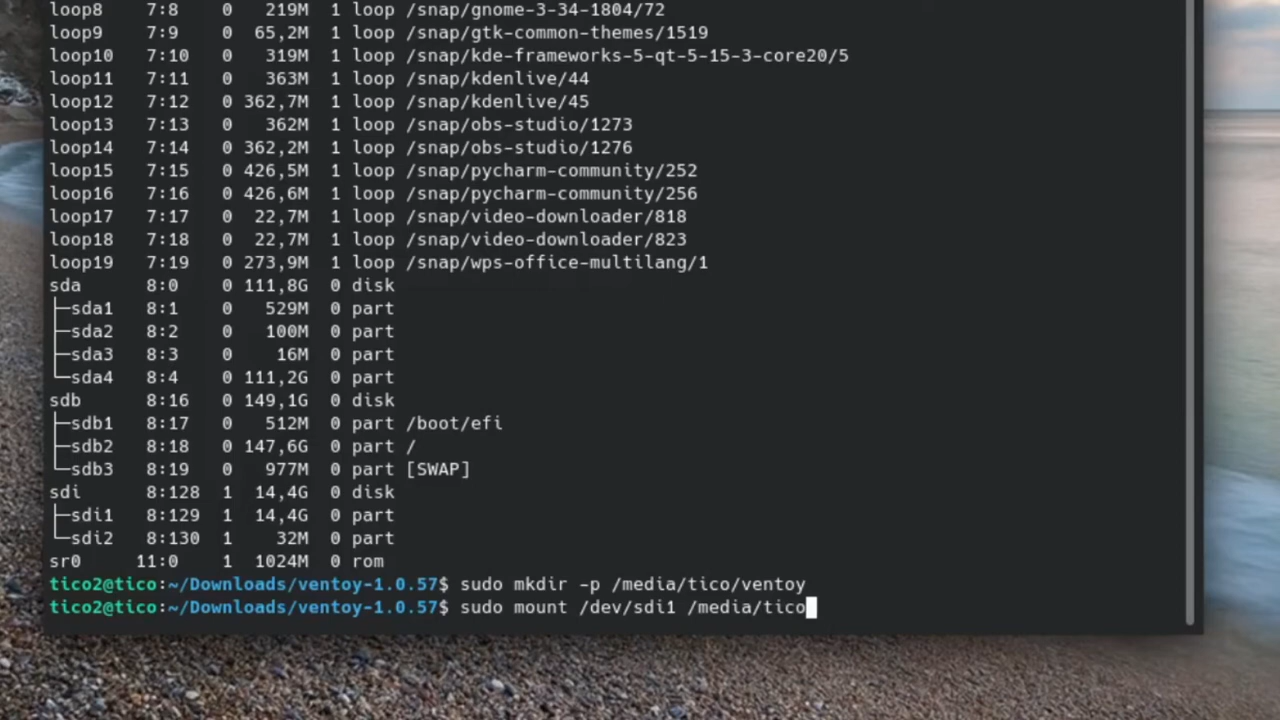 loop8 7:8 0 219M 1 loop /snap/gnome-3-34-1804/72
loop9 7:9 0 65,2M 1 loop /snap/gtk-common-themes/1519
loop10 7:10 0 319M 1 loop /snap/kde-frameworks-5-qt-5-15-3-core20/5
loop11 7:11 0 363M 1 loop /snap/kdenlive/44
loop12 7:12 0 362,7M 1 loop /snap/kdenlive/45
loop13 7:13 0 362M 1 loop /snap/obs-studio/1273
loop14 7:14 0 362,2M 1 loop /snap/obs-studio/1276
loop15 7:15 0 426,5M 1 loop /snap/pycharm-community/252
loop16 7:16 0 426,6M 1 loop /snap/pycharm-community/256
loop17 7:17 0 22,7M 1 loop /snap/video-downloader/818
loop18 7:18 0 22,7M 1 loop /snap/video-downloader/823
loop19 7:19 0 273,9M 1 loop /snap/wps-office-multilang/1
sda 8:0 0 111,8G 0 disk
├─sda1 8:1 0 529M 0 part
├─sda2 8:2 0 100M 0 part
├─sda3 8:3 0 16M 0 part
└─sda4 8:4 0 111,2G 0 part
sdb 8:16 0 149,1G 0 disk
├─sdb1 8:17 0 512M 0 part /boot/efi
├─sdb2 8:18 0 147,6G 0 part /
└─sdb3 8:19 0 977M 0 part [SWAP]
sdi 8:128 1 14,4G 0 disk
├─sdi1 8:129 1 14,4G 0 part
└─sdi2 8:130 1 32M 0 part
sr0 11:0 1 1024M 0 rom
tico2@tico:~/Downloads/ventoy-1.0.57$ sudo mkdir -p /media/tico/ventoy
tico2@tico:~/Downloads/ventoy-1.0.57$ sudo mount /dev/sdi1 /media/tico